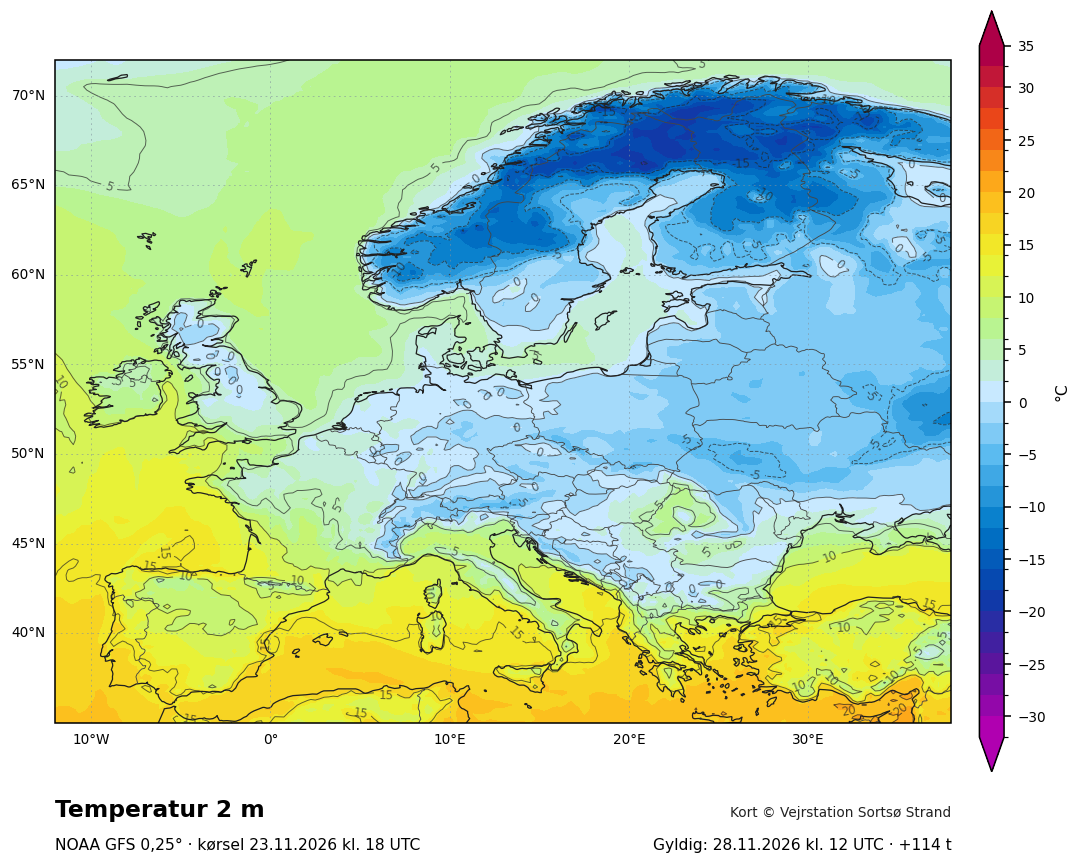 70°N
65°N
60°N
55°N
50°N
45°N
40°N
10°W
0°
10°E
20°E
30°E
35
30
25
20
15
10
5
0
−5
−10
−15
−20
−25
−30
°C
Temperatur 2 m
Kort © Vejrstation Sortsø Strand
NOAA GFS 0,25° · kørsel 23.11.2026 kl. 18 UTC
Gyldig: 28.11.2026 kl. 12 UTC · +114 t